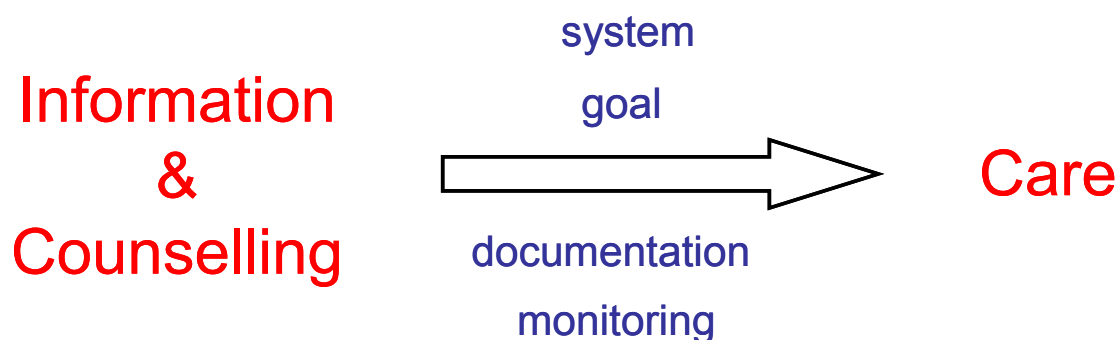 Information
&
Counselling
system
goal
documentation
monitoring
Care